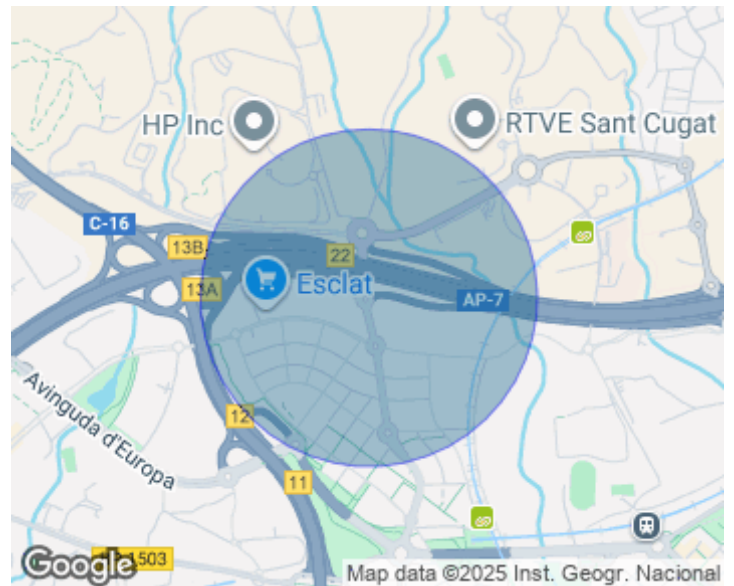 HP Inc
RTVE Sant Cugat
C-16
13B
22
13A
Esclat
AP-7
Avinguda d'Europa
12
11
1503
Google
Map data ©2025 Inst. Geogr. Nacional